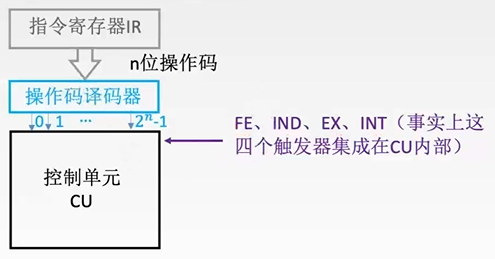 指令寄存器IR
n位操作码
操作码译码器
0 1 … 2ⁿ-1
FE、IND、EX、INT（事实上这
四个触发器集成在CU内部）
控制单元
CU